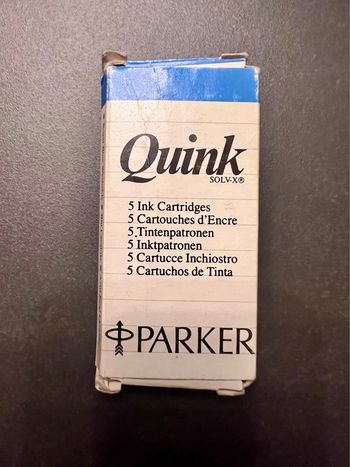 Quink
SOLV-X®
5 Ink Cartridges
5 Cartouches d'Encre
5 Tintenpatronen
5 Inktpatronen
5 Cartucce Inchiostro
5 Cartuchos de Tinta
PARKER